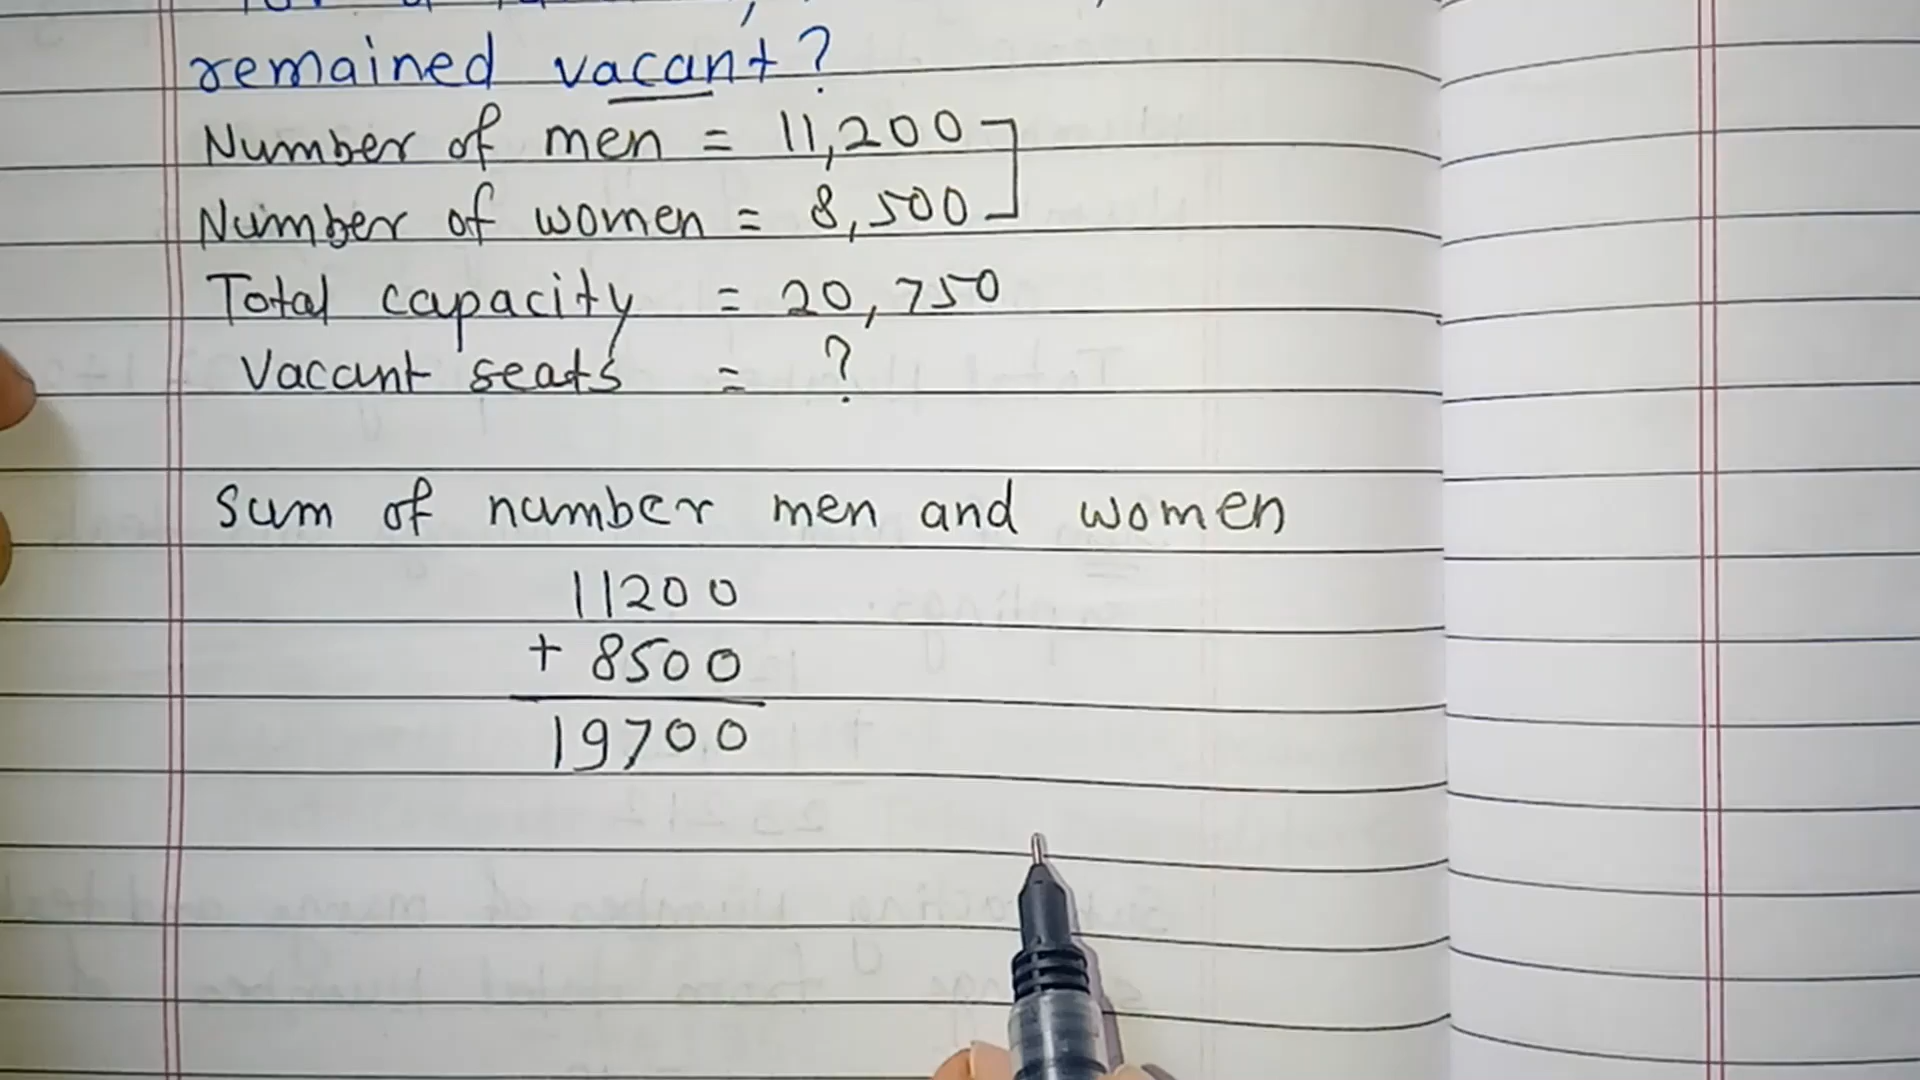 remained vacant?
Number of men = 11,200
Number of women = 8,500
Total capacity = 20,750
Vacant seats = ?
Sum of number men and women
11200
+ 8500
19700